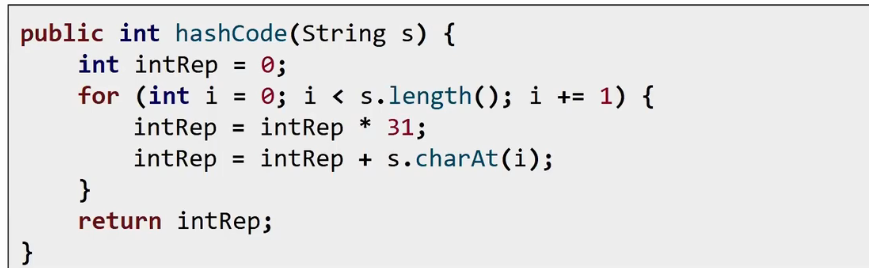 public int hashCode(String s) {
    int intRep = 0;
    for (int i = 0; i < s.length(); i += 1) {
        intRep = intRep * 31;
        intRep = intRep + s.charAt(i);
    }
    return intRep;
}